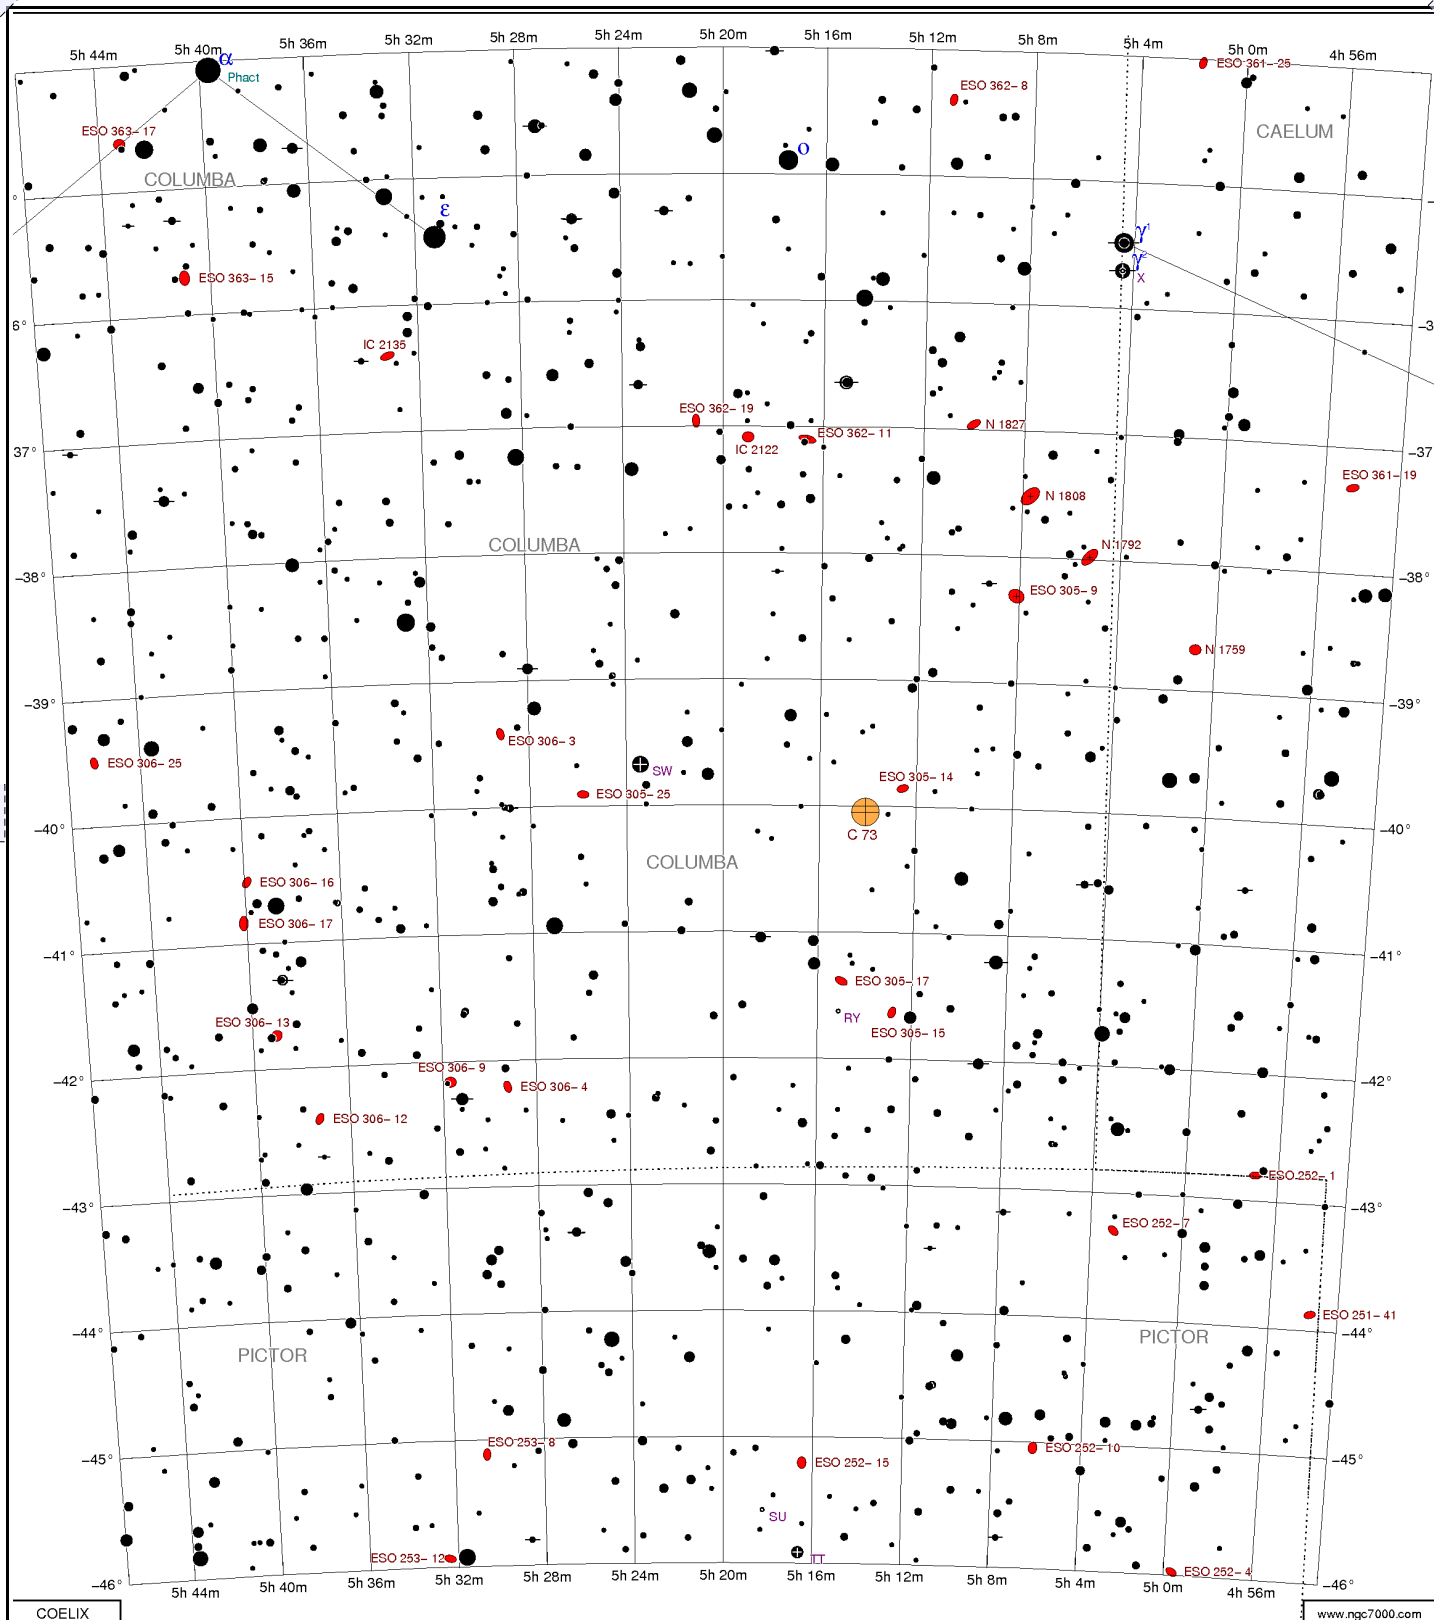 5h 44m 5h 40m 5h 36m 5h 32m 5h 28m 5h 24m 5h 20m 5h 16m 5h 12m 5h 8m 5h 4m 5h 0m 4h 56m
α
Phact
ESO 361-25
ESO 362-8
ESO 363-17
CAELUM
ο
COLUMBA
ε
γ1
γ2
X
ESO 363-15
6°
-3
IC 2135
ESO 362-19
N 1827
ESO 362-11
IC 2122
37°
-37
ESO 361-19
N 1808
COLUMBA
N 1792
-38°
-38°
ESO 305-9
N 1759
-39°
-39°
ESO 306-3
ESO 306-25
SW
ESO 305-14
ESO 305-25
-40°
-40°
C 73
COLUMBA
ESO 306-16
ESO 306-17
-41°
-41°
ESO 305-17
RY
ESO 306-13
ESO 305-15
ESO 306-9
-42°
-42°
ESO 306-4
ESO 306-12
ESO 252-1
-43°
-43°
ESO 252-7
ESO 251-41
-44°
-44°
PICTOR
PICTOR
ESO 253-8
ESO 252-10
-45°
-45°
ESO 252-15
SU
TT
ESO 253-12
ESO 252-4
-46°
-46°
5h 44m 5h 40m 5h 36m 5h 32m 5h 28m 5h 24m 5h 20m 5h 16m 5h 12m 5h 8m 5h 4m 5h 0m 4h 56m
COELIX
www.ngc7000.com